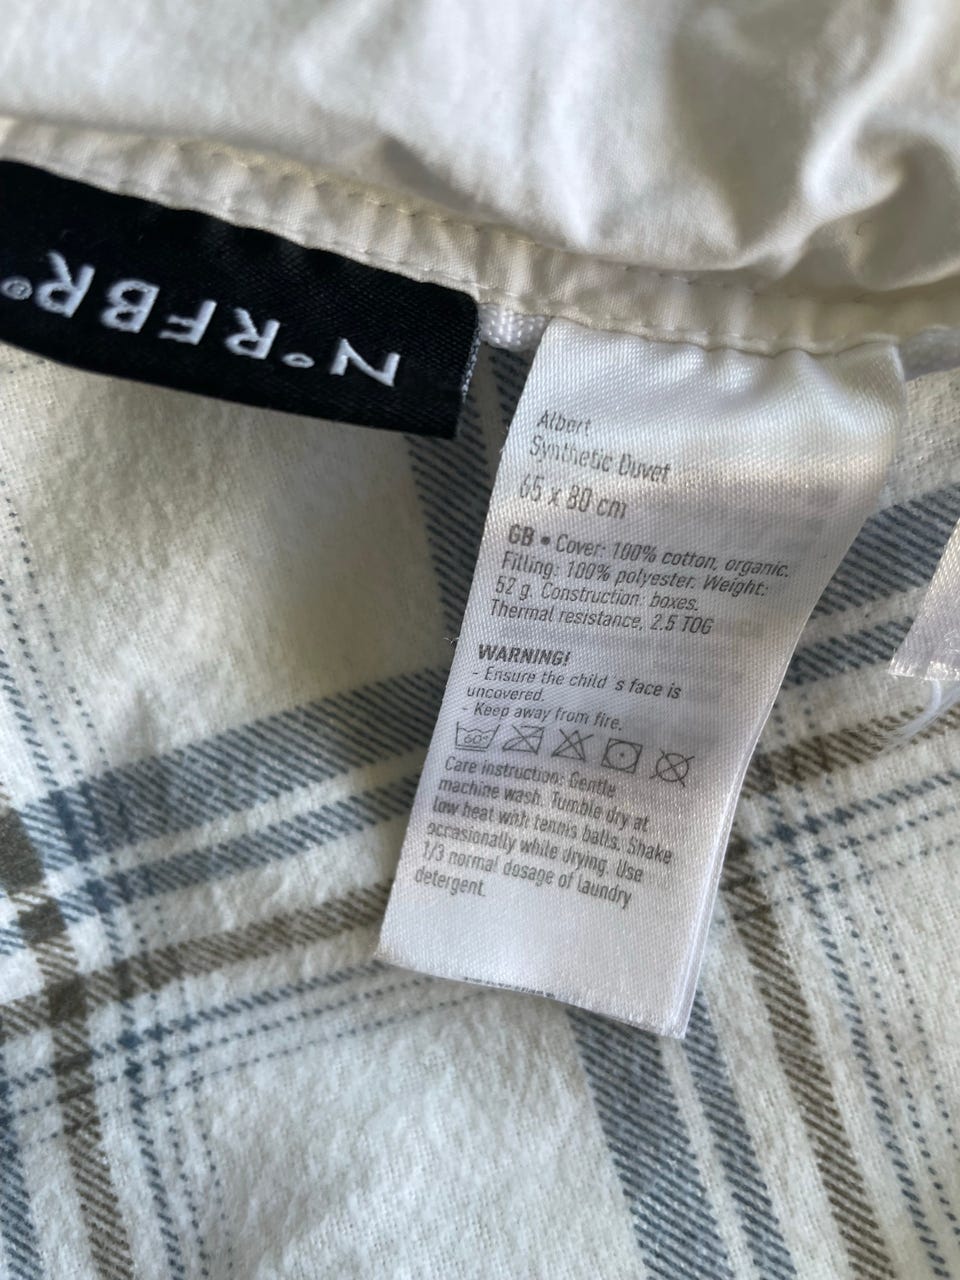 N°RFBR®
Albert
Synthetic Duvet
65 x 80 cm
GB • Cover: 100% cotton, organic.
Filling: 100% polyester. Weight:
52 g. Construction: boxes.
Thermal resistance, 2.5 TOG
WARNING!
- Ensure the child s face is
uncovered.
- Keep away from fire.
60°
Care instruction: Gentle
machine wash. Tumble dry at
low heat with tennis balls. Shake
occasionally while drying. Use
1/3 normal dosage of laundry
detergent.